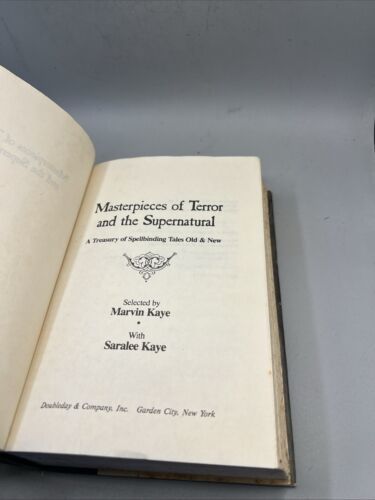 Masterpieces of Terror
and the Supernatural
A Treasury of Spellbinding Tales Old & New
Selected by
Marvin Kaye
•
With
Saralee Kaye
Doubleday & Company, Inc. Garden City, New York